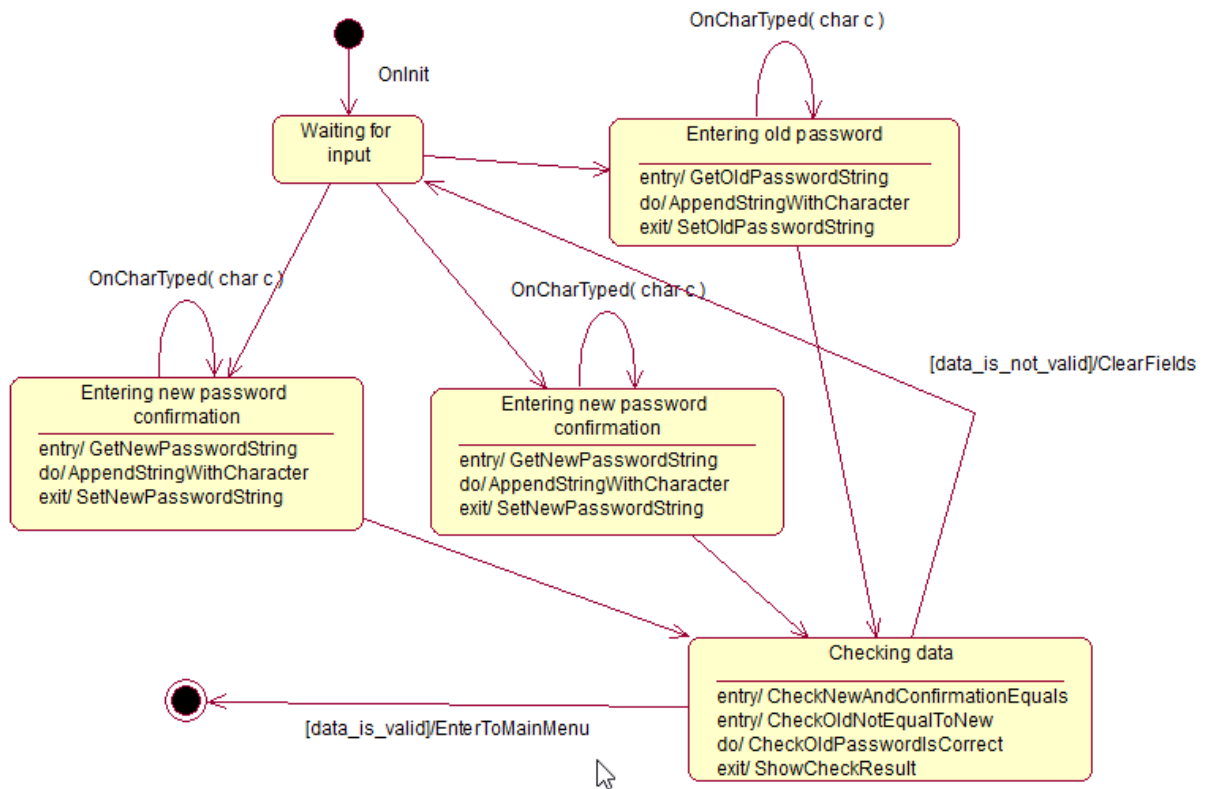 OnCharTyped( char c )
OnInit
Waiting for
input
Entering old password
entry/ GetOldPasswordString
do/ AppendStringWithCharacter
exit/ SetOldPasswordString
OnCharTyped( char c )
OnCharTyped( char c )
[data_is_not_valid]/ClearFields
Entering new password
confirmation
entry/ GetNewPasswordString
do/ AppendStringWithCharacter
exit/ SetNewPasswordString
Entering new password
confirmation
entry/ GetNewPasswordString
do/ AppendStringWithCharacter
exit/ SetNewPasswordString
Checking data
entry/ CheckNewAndConfirmationEquals
entry/ CheckOldNotEqualToNew
do/ CheckOldPasswordIsCorrect
exit/ ShowCheckResult
[data_is_valid]/EnterToMainMenu